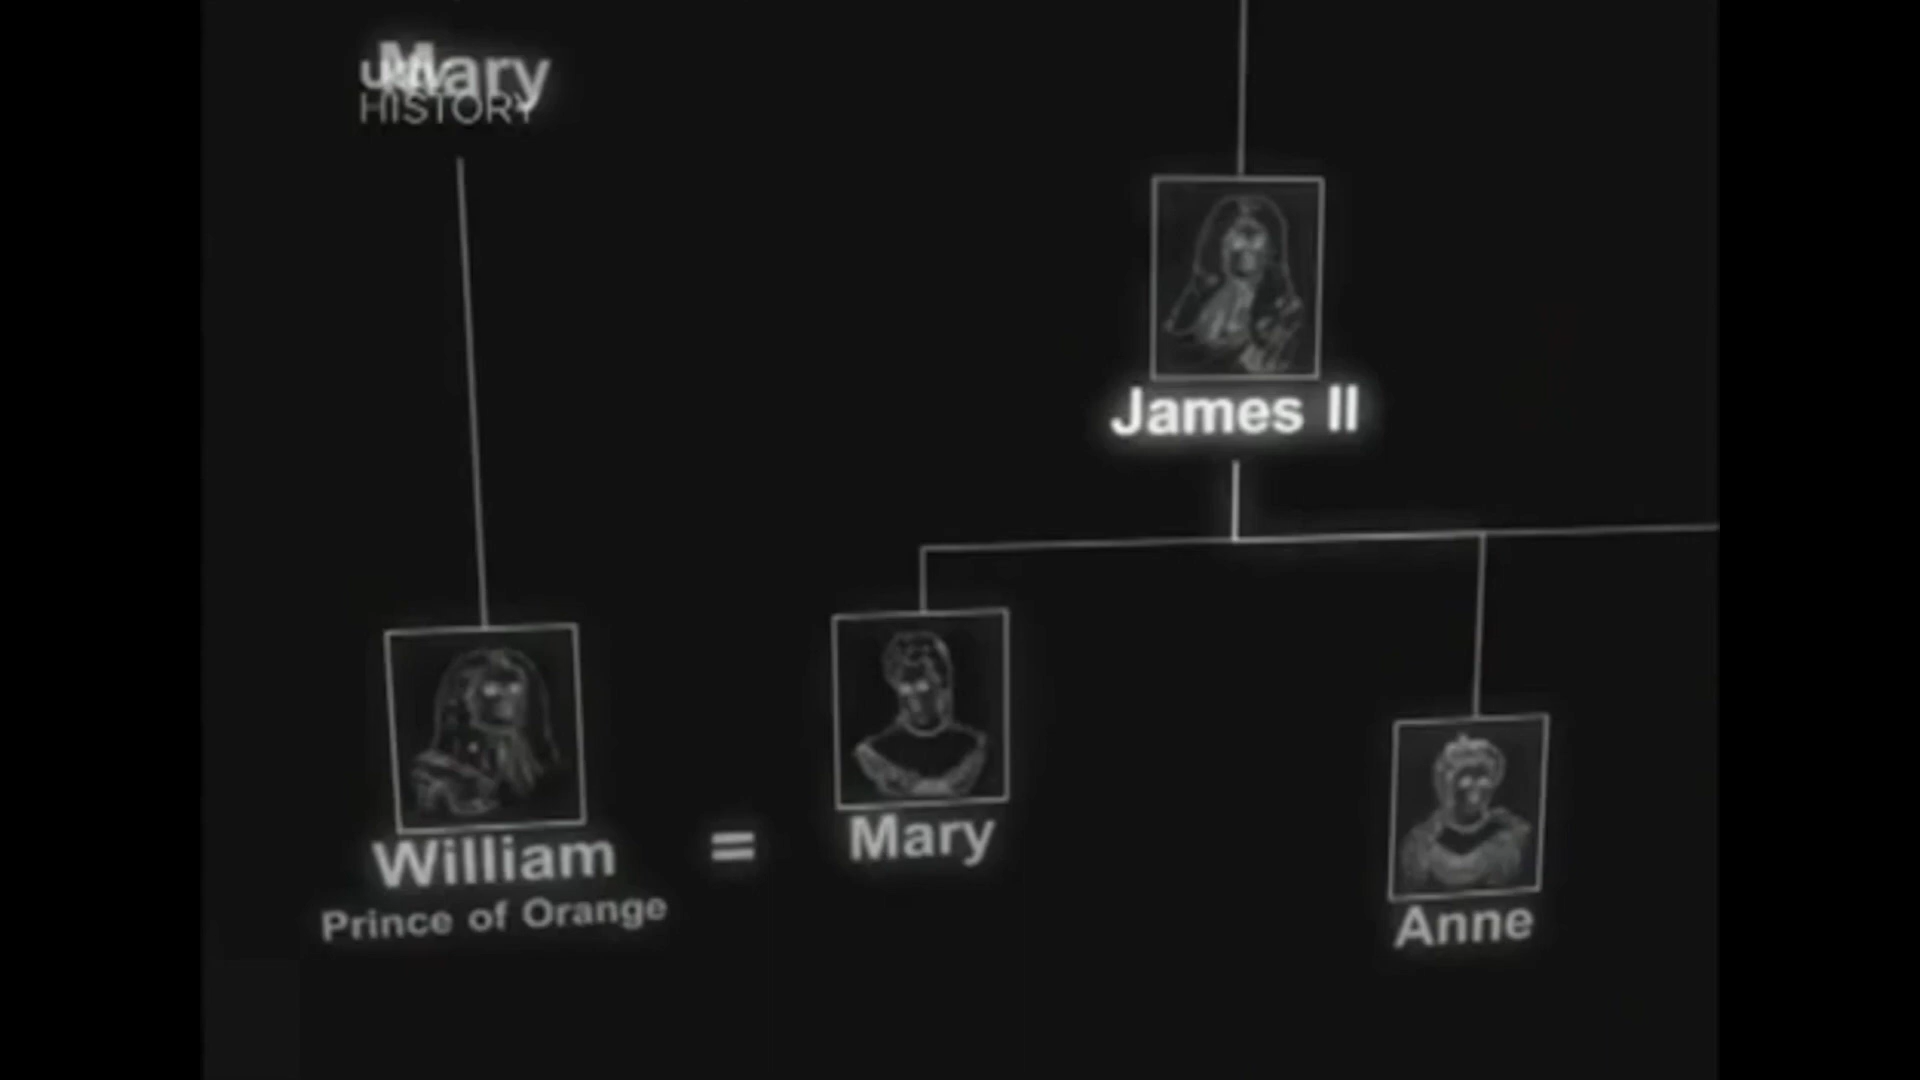 Mary
HISTORY
James II
William
=
Mary
Prince of Orange
Anne